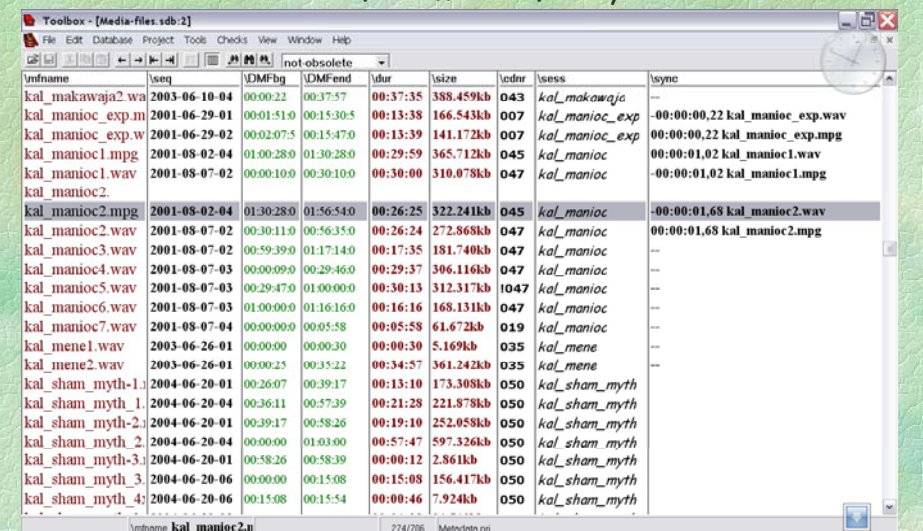 Toolbox - [Media-files.sdb:2]
File Edit Database Project Tools Checks View Window Help
not-obsolete
\mfname \seq \DMFbg \DMFend \dur \size \cdnr \sess \sync
kal_makawaja2.wa 2003-06-10-04 00:00:22 00:37:57 00:37:35 388.459kb 043 kal_makawaja --
kal_manioc_exp.m 2001-06-29-01 00:01:51:0 00:15:30:5 00:13:38 166.543kb 007 kal_manioc_exp -00:00:00,22 kal_manioc_exp.wav
kal_manioc_exp.w 2001-06-29-02 00:02:07:5 00:15:47:0 00:13:39 141.172kb 007 kal_manioc_exp 00:00:00,22 kal_manioc_exp.mpg
kal_manioc1.mpg 2001-08-02-04 01:00:28:0 01:30:28:0 00:29:59 365.712kb 045 kal_manioc 00:00:01,02 kal_manioc1.wav
kal_manioc1.wav 2001-08-07-02 00:00:10:0 00:30:10:0 00:30:00 310.078kb 047 kal_manioc -00:00:01,02 kal_manioc1.mpg
kal_manioc2.
kal_manioc2.mpg 2001-08-02-04 01:30:28:0 01:56:54:0 00:26:25 322.241kb 045 kal_manioc -00:00:01,68 kal_manioc2.wav
kal_manioc2.wav 2001-08-07-02 00:30:11:0 00:56:35:0 00:26:24 272.868kb 047 kal_manioc 00:00:01,68 kal_manioc2.mpg
kal_manioc3.wav 2001-08-07-02 00:59:39:0 01:17:14:0 00:17:35 181.740kb 047 kal_manioc --
kal_manioc4.wav 2001-08-07-03 00:00:09:0 00:29:46:0 00:29:37 306.116kb 047 kal_manioc --
kal_manioc5.wav 2001-08-07-03 00:29:47:0 01:00:00:0 00:30:13 312.317kb !047 kal_manioc --
kal_manioc6.wav 2001-08-07-03 01:00:00:0 01:16:16:0 00:16:16 168.131kb 047 kal_manioc --
kal_manioc7.wav 2001-08-07-04 00:00:00:0 00:05:58 00:05:58 61.672kb 019 kal_manioc --
kal_mene1.wav 2003-06-26-01 00:00:00 00:00:30 00:00:30 5.169kb 035 kal_mene --
kal_mene2.wav 2003-06-26-01 00:00:25 00:35:22 00:34:57 361.242kb 035 kal_mene --
kal_sham_myth-1. 2004-06-20-01 00:26:07 00:39:17 00:13:10 173.308kb 050 kal_sham_myth
kal_sham_myth_1. 2004-06-20-04 00:36:11 00:57:39 00:21:28 221.878kb 050 kal_sham_myth
kal_sham_myth-2. 2004-06-20-01 00:39:17 00:58:26 00:19:10 252.058kb 050 kal_sham_myth
kal_sham_myth_2. 2004-06-20-04 00:00:00 01:03:00 00:57:47 597.326kb 050 kal_sham_myth
kal_sham_myth-3. 2004-06-20-01 00:58:26 00:58:39 00:00:12 2.861kb 050 kal_sham_myth
kal_sham_myth_3. 2004-06-20-06 00:00:00 00:15:08 00:15:08 156.417kb 050 kal_sham_myth
kal_sham_myth_4 2004-06-20-06 00:15:08 00:15:54 00:00:46 7.924kb 050 kal_sham_myth
\mfname kal_manioc2.n 274/706 Metadata.prj